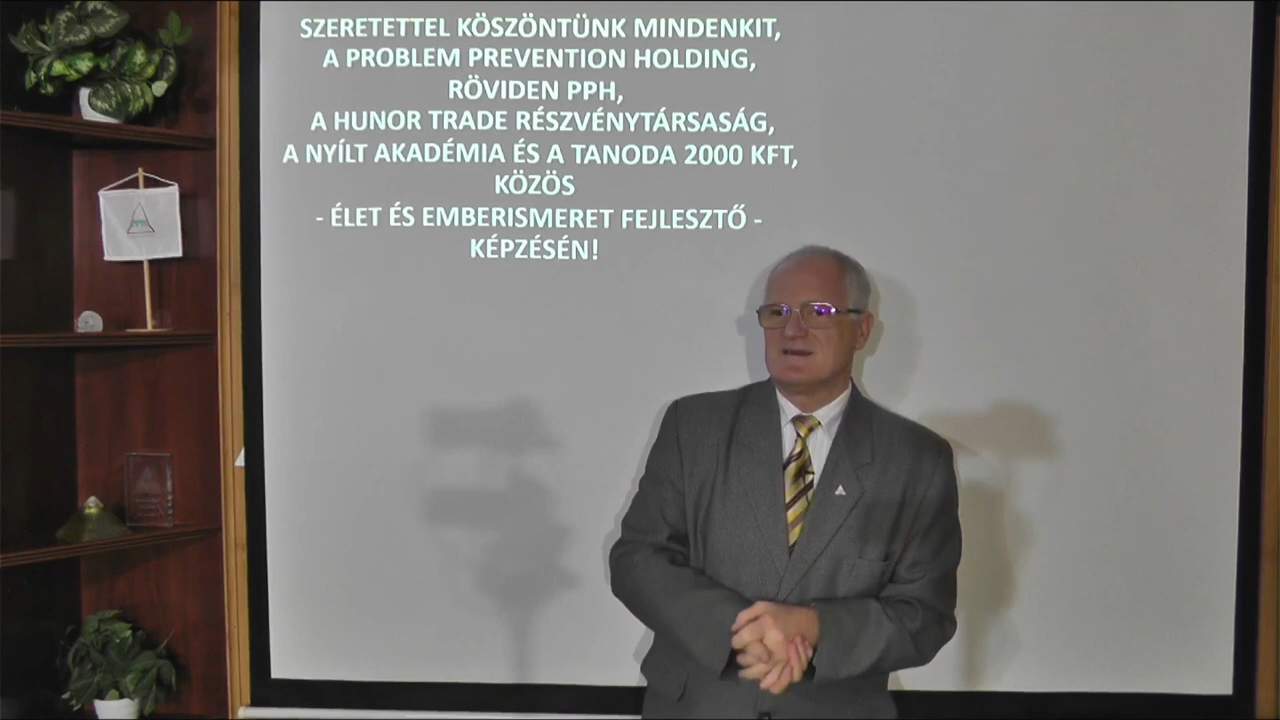 SZERETETTEL KÖSZÖNTÜNK MINDENKIT,
A PROBLEM PREVENTION HOLDING,
RÖVIDEN PPH,
A HUNOR TRADE RÉSZVÉNYTÁRSASÁG,
A NYÍLT AKADÉMIA ÉS A TANODA 2000 KFT,
KÖZÖS
- ÉLET ÉS EMBERISMERET FEJLESZTŐ -
KÉPZÉSÉN!